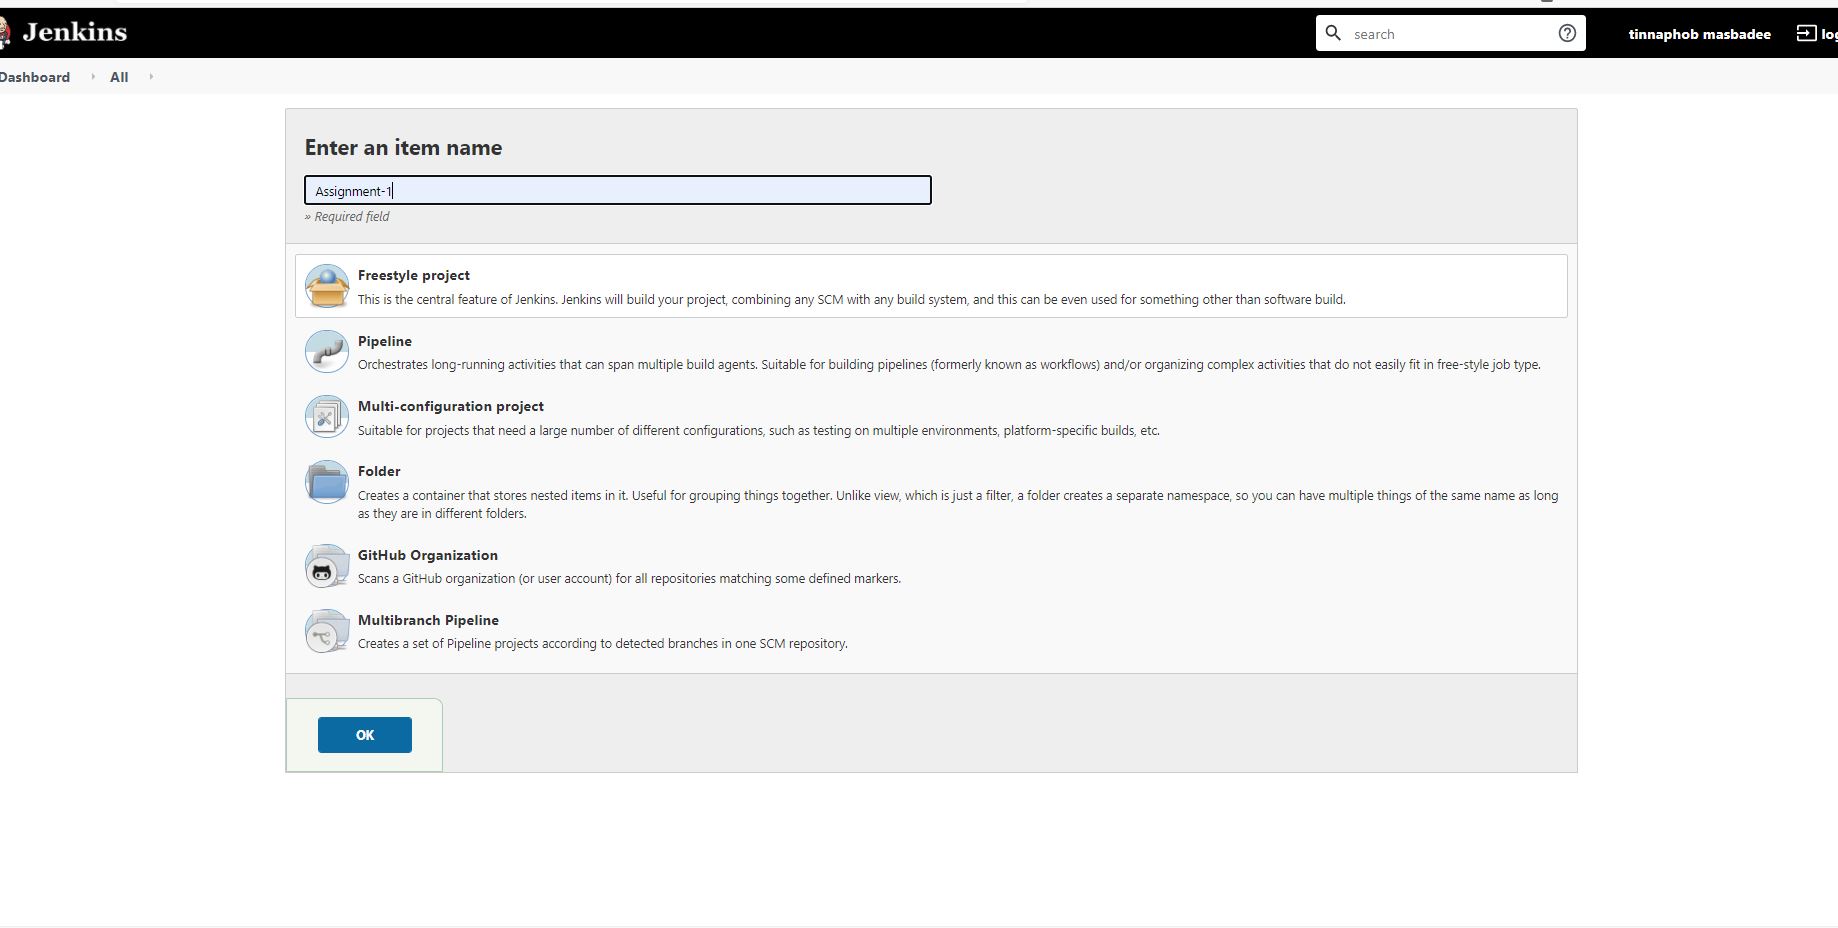 Jenkins
search
tinnaphob masbadee
Dashboard
All
Enter an item name
Assignment-1
» Required field
Freestyle project
This is the central feature of Jenkins. Jenkins will build your project, combining any SCM with any build system, and this can be even used for something other than software build.
Pipeline
Orchestrates long-running activities that can span multiple build agents. Suitable for building pipelines (formerly known as workflows) and/or organizing complex activities that do not easily fit in free-style job type.
Multi-configuration project
Suitable for projects that need a large number of different configurations, such as testing on multiple environments, platform-specific builds, etc.
Folder
Creates a container that stores nested items in it. Useful for grouping things together. Unlike view, which is just a filter, a folder creates a separate namespace, so you can have multiple things of the same name as long
as they are in different folders.
GitHub Organization
Scans a GitHub organization (or user account) for all repositories matching some defined markers.
Multibranch Pipeline
Creates a set of Pipeline projects according to detected branches in one SCM repository.
OK